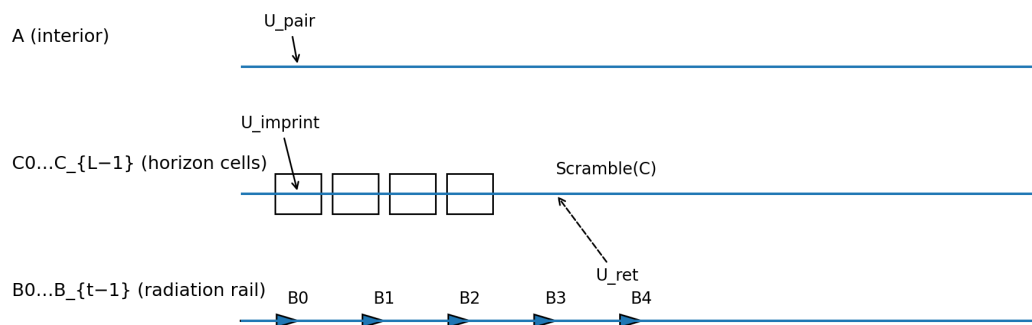 U_pair
A (interior)
U_imprint
C0...C_{L−1} (horizon cells)
Scramble(C)
U_ret
B0...B_{t−1} (radiation rail)
B0 B1 B2 B3 B4